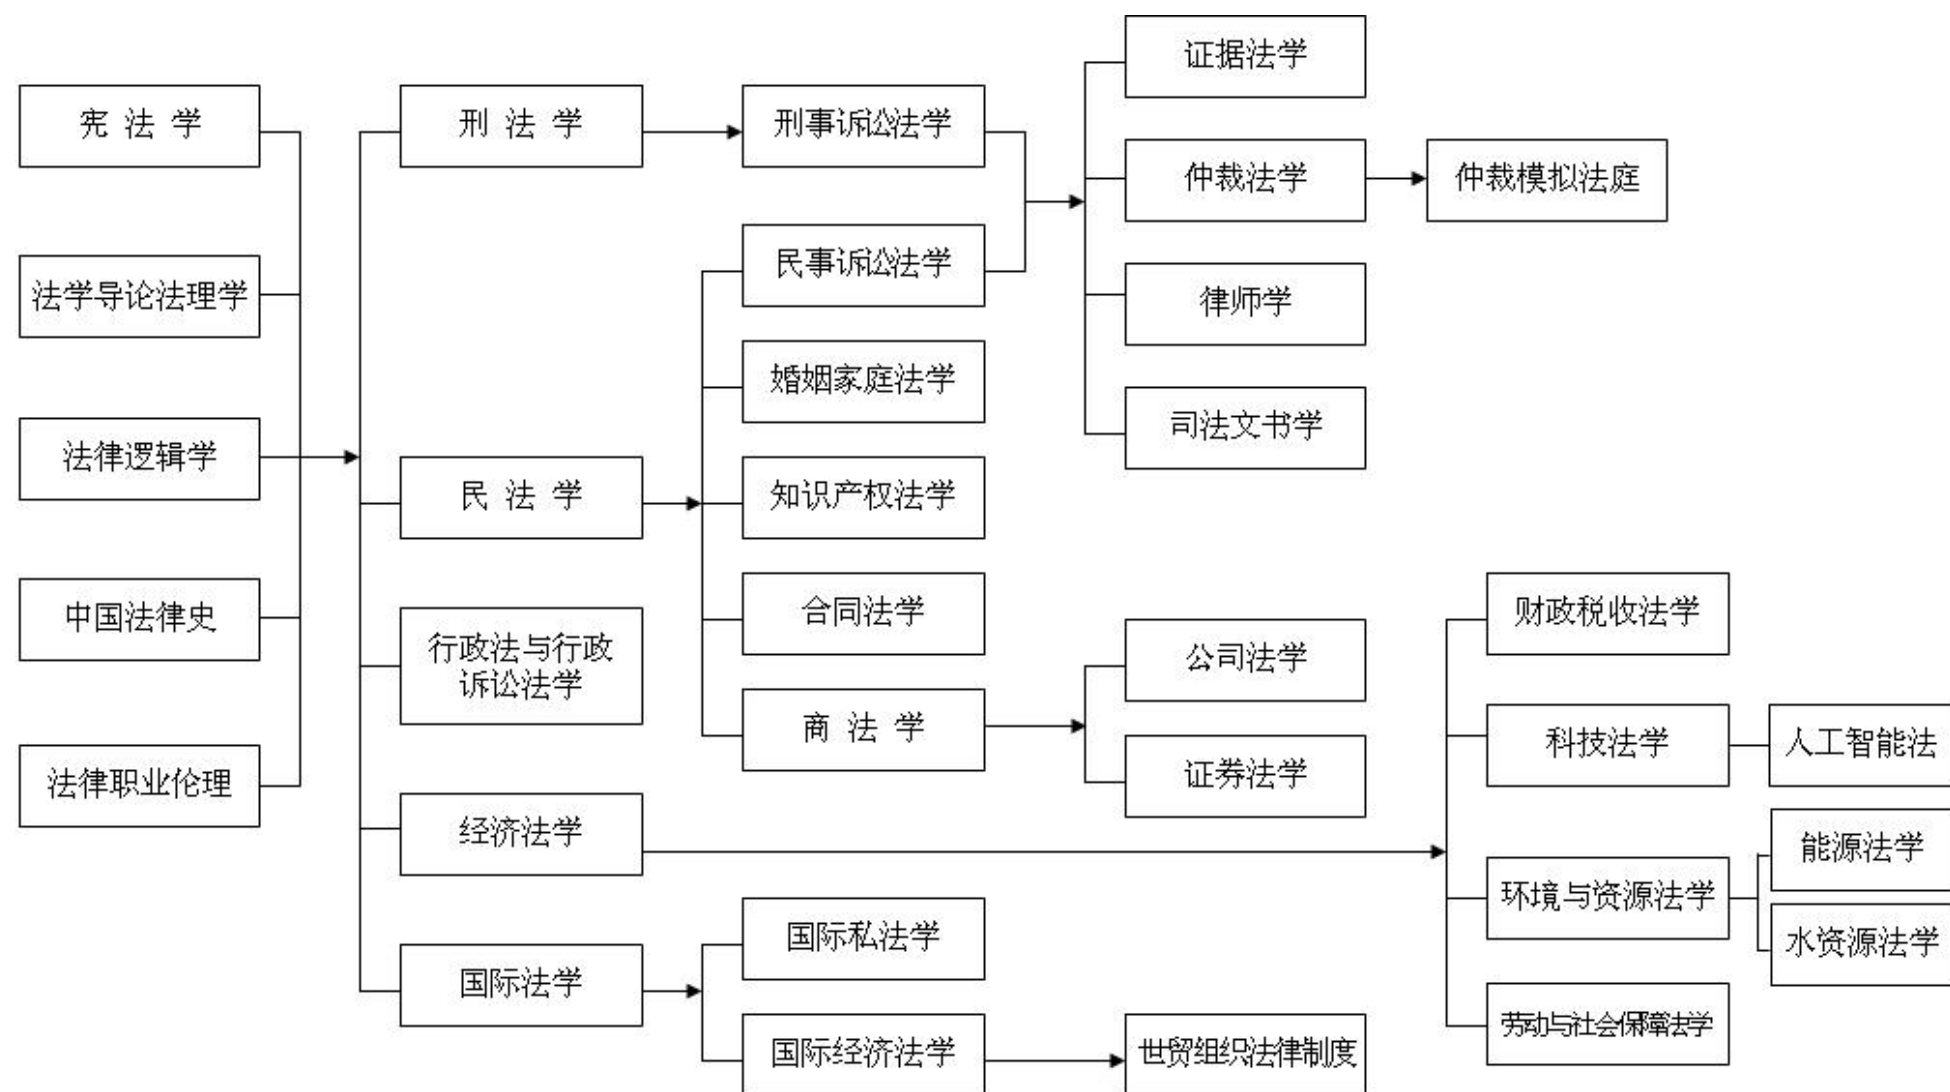 宪 法 学
法学导论法理学
法律逻辑学
中国法律史
法律职业伦理
刑 法 学
民 法 学
行政法与行政
诉讼法学
经济法学
国际法学
刑事诉讼法学
民事诉讼法学
婚姻家庭法学
知识产权法学
合同法学
商 法 学
国际私法学
国际经济法学
证据法学
仲裁法学
律师学
司法文书学
公司法学
证券法学
世贸组织法律制度
仲裁模拟法庭
财政税收法学
科技法学
环境与资源法学
劳动与社会保障法学
人工智能法
能源法学
水资源法学